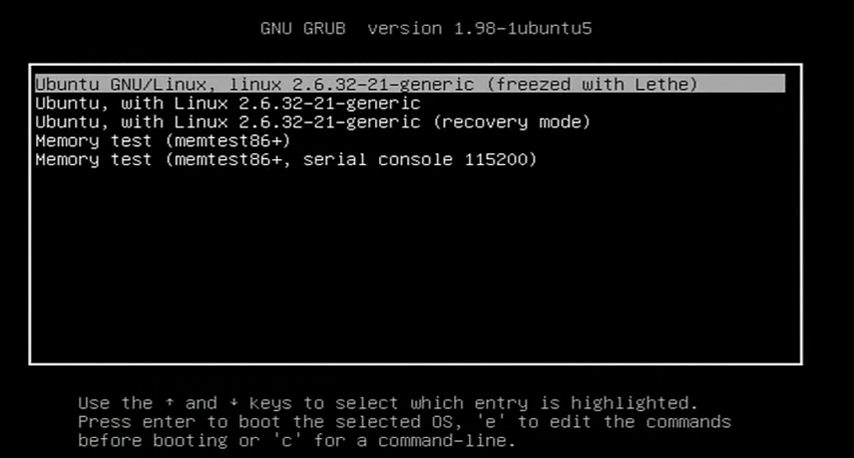 GNU GRUB  version 1.98-1ubuntu5
Ubuntu GNU/Linux, linux 2.6.32-21-generic (freezed with Lethe)
Ubuntu, with Linux 2.6.32-21-generic
Ubuntu, with Linux 2.6.32-21-generic (recovery mode)
Memory test (memtest86+)
Memory test (memtest86+, serial console 115200)
Use the ↑ and ↓ keys to select which entry is highlighted.
Press enter to boot the selected OS, 'e' to edit the commands
before booting or 'c' for a command-line.